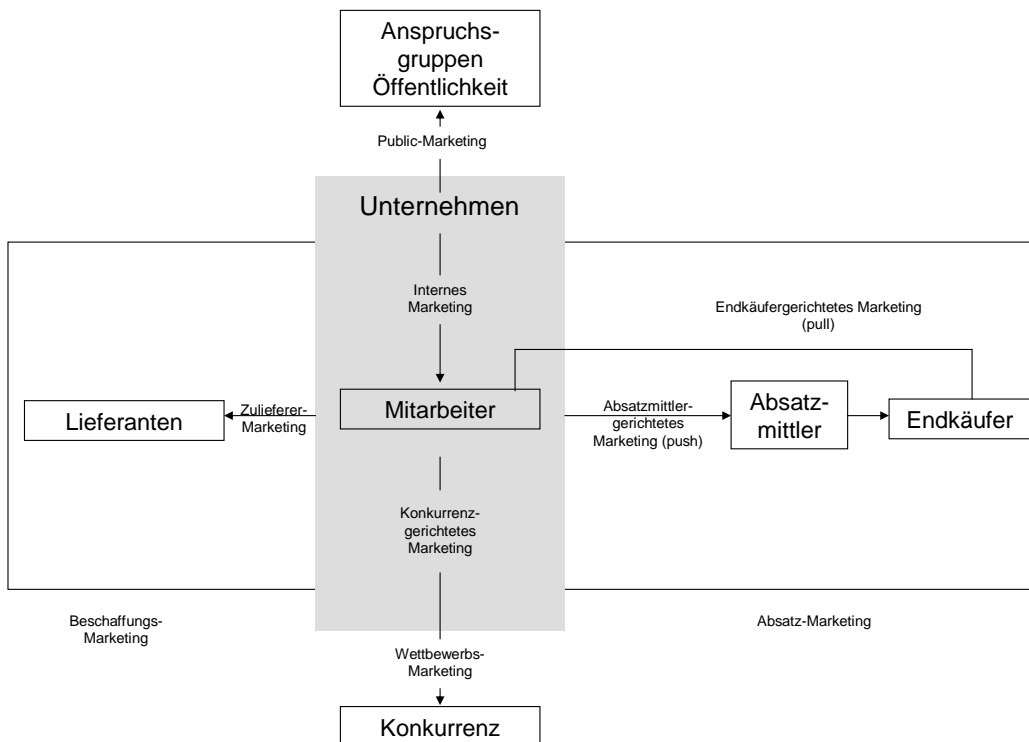 Anspruchs-
gruppen
Öffentlichkeit
Public-Marketing
Unternehmen
Internes
Marketing
Endkäufergerichtetes Marketing
(pull)
Lieferanten
Zulieferer-
Marketing
Mitarbeiter
Absatzmittler-
gerichtetes
Marketing (push)
Absatz-
mittler
Endkäufer
Konkurrenz-
gerichtetes
Marketing
Beschaffungs-
Marketing
Absatz-Marketing
Wettbewerbs-
Marketing
Konkurrenz